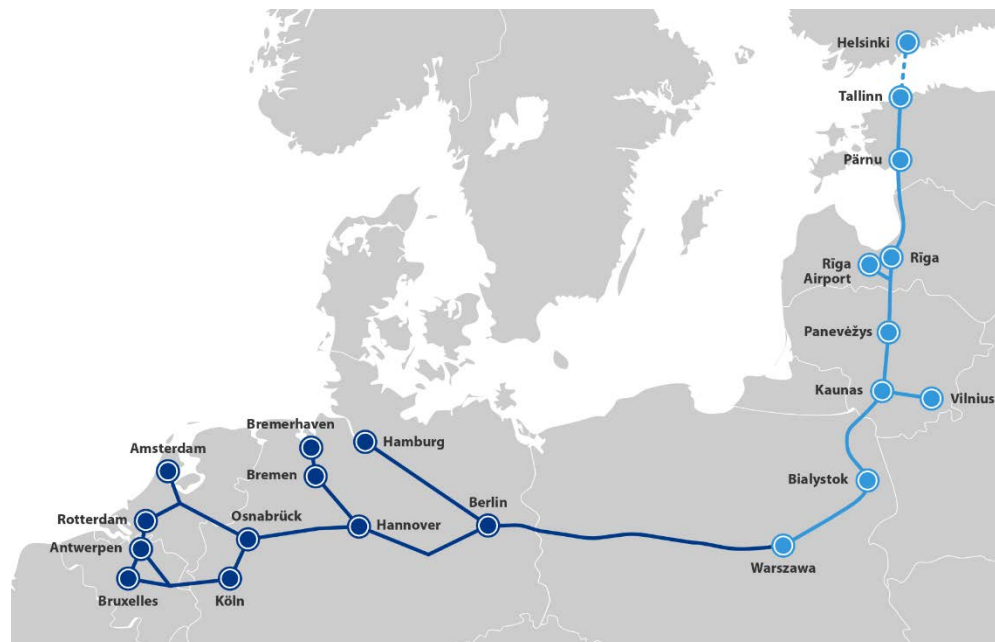 Helsinki
Tallinn
Pärnu
Rīga
Rīga
Airport
Panevėžys
Kaunas
Vilnius
Bremerhaven
Hamburg
Amsterdam
Bremen
Bialystok
Berlin
Rotterdam
Osnabrück
Hannover
Antwerpen
Warszawa
Bruxelles
Köln